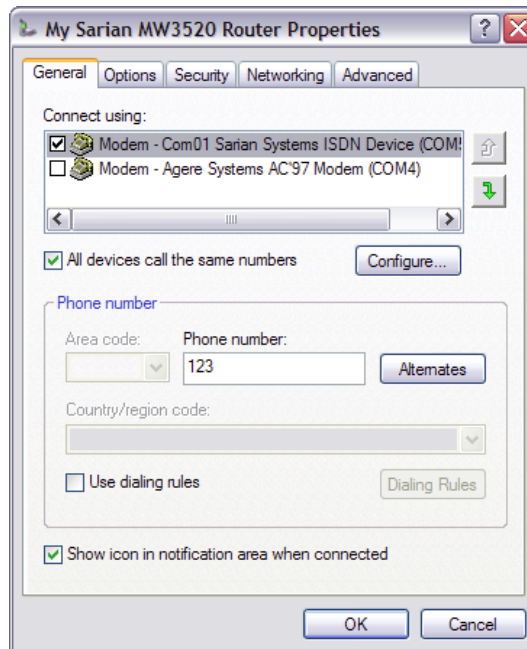 My Sarian MW3520 Router Properties
General Options Security Networking Advanced
Connect using:
Modem - Com01 Sarian Systems ISDN Device (COM5
Modem - Agere Systems AC'97 Modem (COM4)
All devices call the same numbers
Configure...
Phone number
Area code: Phone number:
123
Alternates
Country/region code:
Use dialing rules
Dialing Rules
Show icon in notification area when connected
OK Cancel